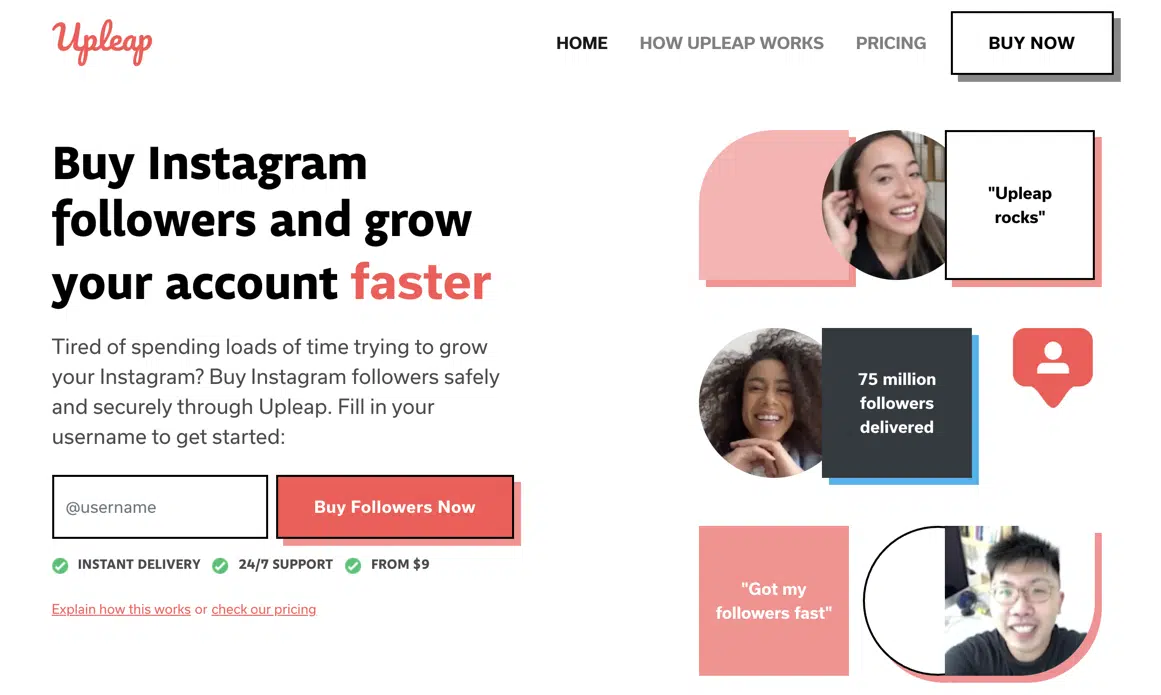 Upleap
HOME
HOW UPLEAP WORKS
PRICING
BUY NOW
Buy Instagram
followers and grow
your account faster
Tired of spending loads of time trying to grow
your Instagram? Buy Instagram followers safely
and securely through Upleap. Fill in your
username to get started:
@username
Buy Followers Now
INSTANT DELIVERY
24/7 SUPPORT
FROM $9
Explain how this works or check our pricing
"Upleap
rocks"
75 million
followers
delivered
"Got my
followers fast"